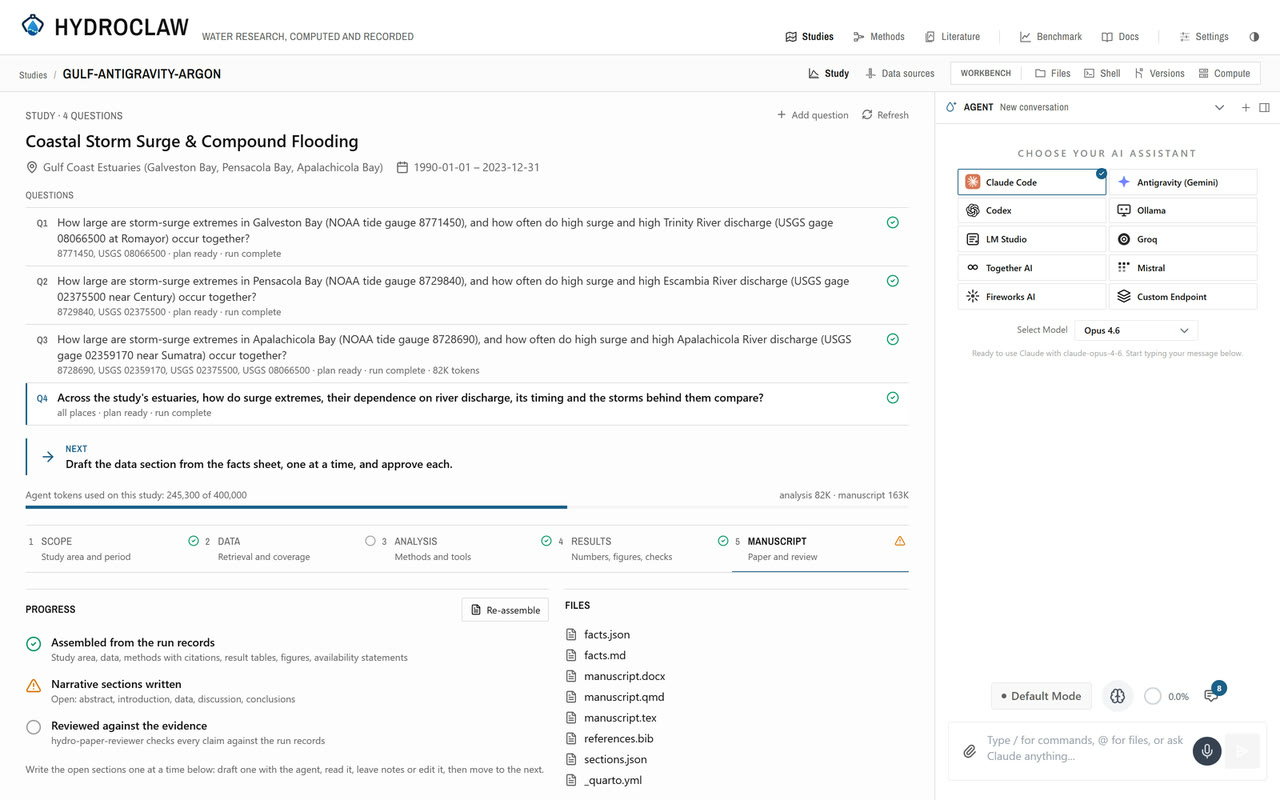 HYDROCLAW
WATER RESEARCH, COMPUTED AND RECORDED
Studies
Methods
Literature
Benchmark
Docs
Settings
Studies / GULF-ANTIGRAVITY-ARGON
Study
Data sources
WORKBENCH
Files
Shell
Versions
Compute
STUDY · 4 QUESTIONS
Add question
Refresh
Coastal Storm Surge & Compound Flooding
Gulf Coast Estuaries (Galveston Bay, Pensacola Bay, Apalachicola Bay)
1990-01-01 – 2023-12-31
QUESTIONS
Q1 How large are storm-surge extremes in Galveston Bay (NOAA tide gauge 8771450), and how often do high surge and high Trinity River discharge (USGS gage
08066500 at Romayor) occur together?
8771450, USGS 08066500 · plan ready · run complete
Q2 How large are storm-surge extremes in Pensacola Bay (NOAA tide gauge 8729840), and how often do high surge and high Escambia River discharge (USGS gage
02375500 near Century) occur together?
8729840, USGS 02375500 · plan ready · run complete
Q3 How large are storm-surge extremes in Apalachicola Bay (NOAA tide gauge 8728690), and how often do high surge and high Apalachicola River discharge (USGS
gage 02359170 near Sumatra) occur together?
8728690, USGS 02359170, USGS 02375500, USGS 08066500 · plan ready · run complete · 82K tokens
Q4 Across the study's estuaries, how do surge extremes, their dependence on river discharge, its timing and the storms behind them compare?
all places · plan ready · run complete
NEXT
Draft the data section from the facts sheet, one at a time, and approve each.
Agent tokens used on this study: 245,300 of 400,000
analysis 82K · manuscript 163K
1 SCOPE
Study area and period
2 DATA
Retrieval and coverage
3 ANALYSIS
Methods and tools
4 RESULTS
Numbers, figures, checks
5 MANUSCRIPT
Paper and review
PROGRESS
Re-assemble
Assembled from the run records
Study area, data, methods with citations, result tables, figures, availability statements
Narrative sections written
Open: abstract, introduction, data, discussion, conclusions
Reviewed against the evidence
hydro-paper-reviewer checks every claim against the run records
Write the open sections one at a time below: draft one with the agent, read it, leave notes or edit it, then move to the next.
FILES
facts.json
facts.md
manuscript.docx
manuscript.qmd
manuscript.tex
references.bib
sections.json
_quarto.yml
AGENT New conversation
CHOOSE YOUR AI ASSISTANT
Claude Code
Antigravity (Gemini)
Codex
Ollama
LM Studio
Groq
Together AI
Mistral
Fireworks AI
Custom Endpoint
Select Model
Opus 4.6
Ready to use Claude with claude-opus-4-6. Start typing your message below.
Default Mode
0.0%
8
Type / for commands, @ for files, or ask
Claude anything...